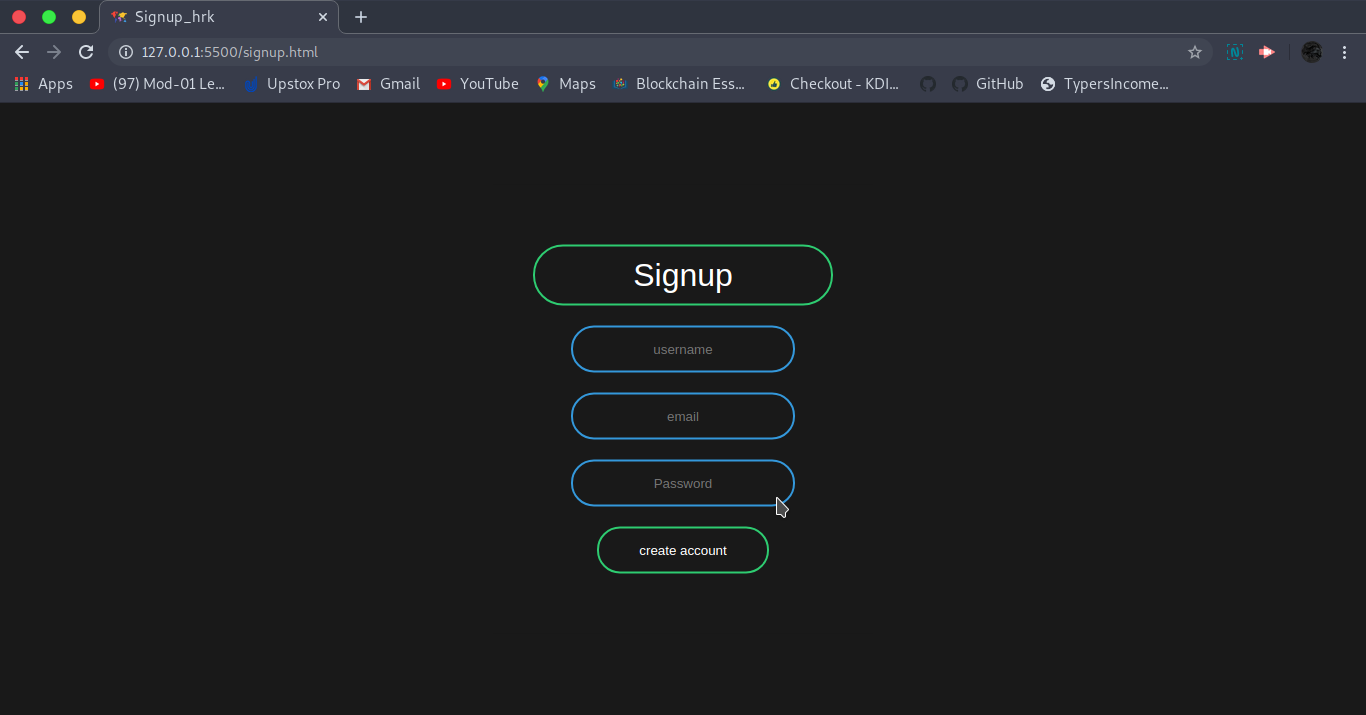 Signup_hrk
127.0.0.1:5500/signup.html
Apps (97) Mod-01 Le... Upstox Pro Gmail YouTube Maps Blockchain Ess... Checkout - KDI... GitHub TypersIncome...
Signup
username
email
Password
create account